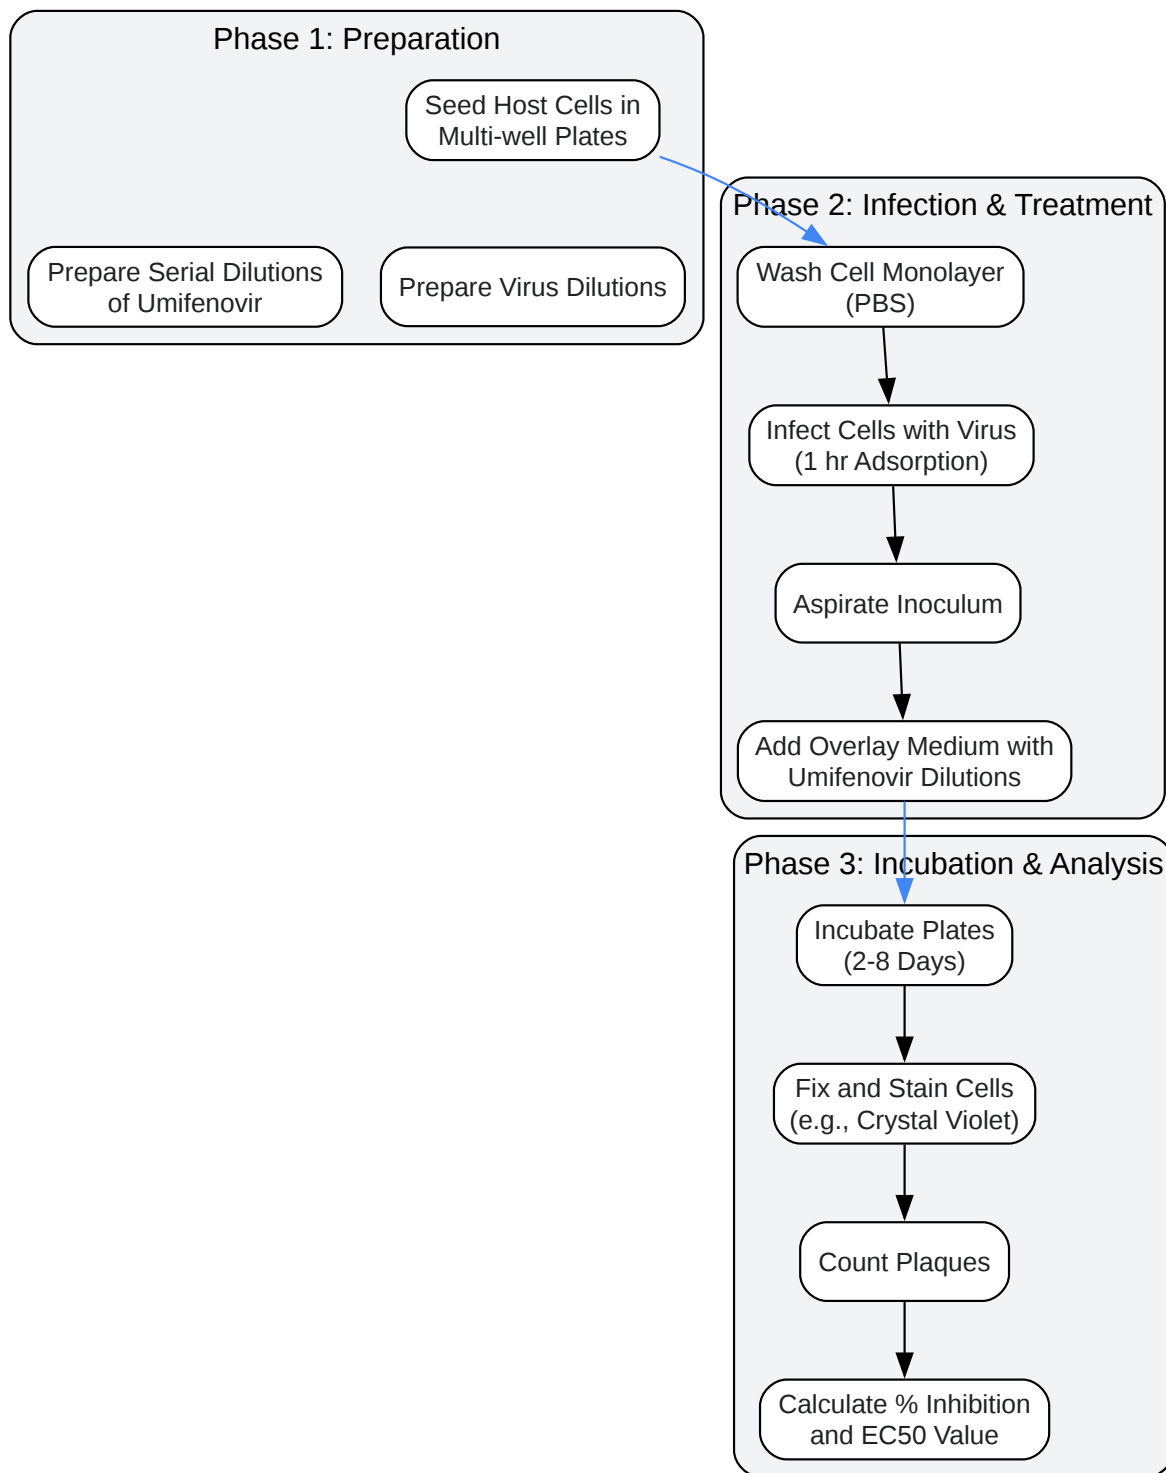 Phase 1: Preparation
Seed Host Cells in
Multi-well Plates
Prepare Serial Dilutions
of Umifenovir
Prepare Virus Dilutions
Phase 2: Infection & Treatment
Wash Cell Monolayer
(PBS)
Infect Cells with Virus
(1 hr Adsorption)
Aspirate Inoculum
Add Overlay Medium with
Umifenovir Dilutions
Phase 3: Incubation & Analysis
Incubate Plates
(2-8 Days)
Fix and Stain Cells
(e.g., Crystal Violet)
Count Plaques
Calculate % Inhibition
and EC50 Value